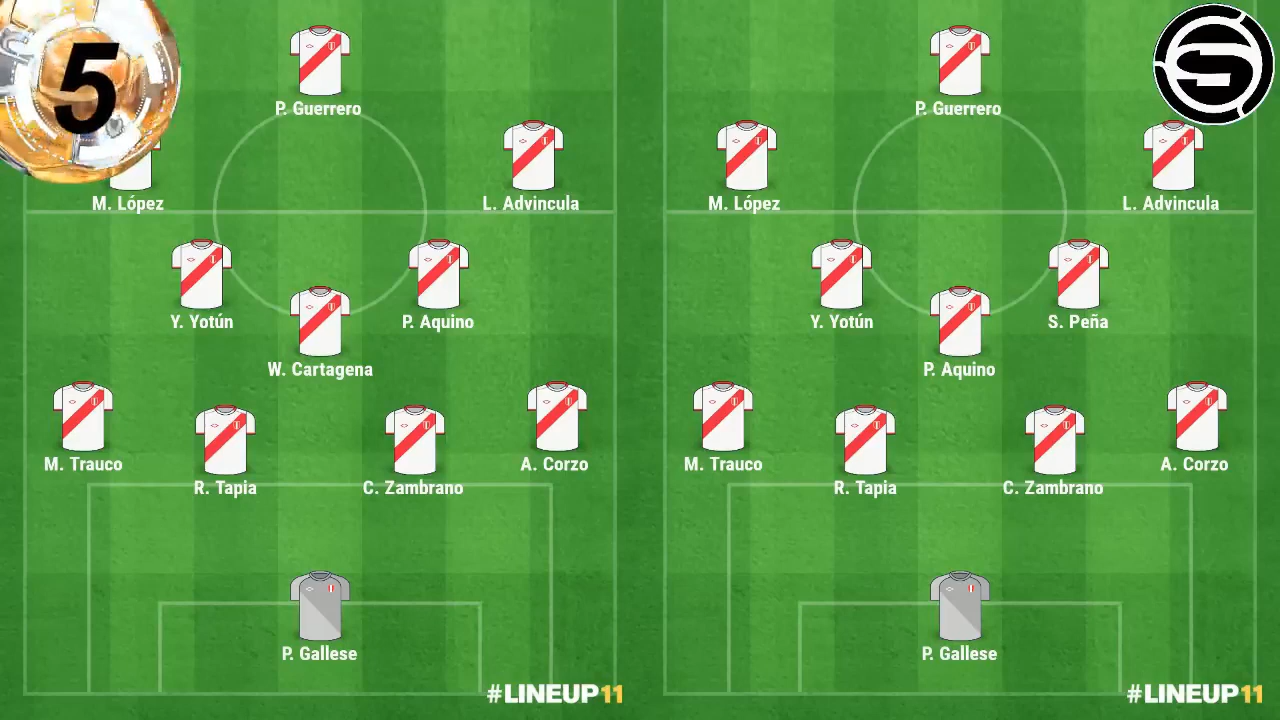 5
S
P. Guerrero
M. López
L. Advincula
Y. Yotún
P. Aquino
W. Cartagena
M. Trauco
A. Corzo
R. Tapia
C. Zambrano
P. Gallese
#LINEUP11
P. Guerrero
M. López
L. Advincula
Y. Yotún
S. Peña
P. Aquino
M. Trauco
A. Corzo
R. Tapia
C. Zambrano
P. Gallese
#LINEUP11